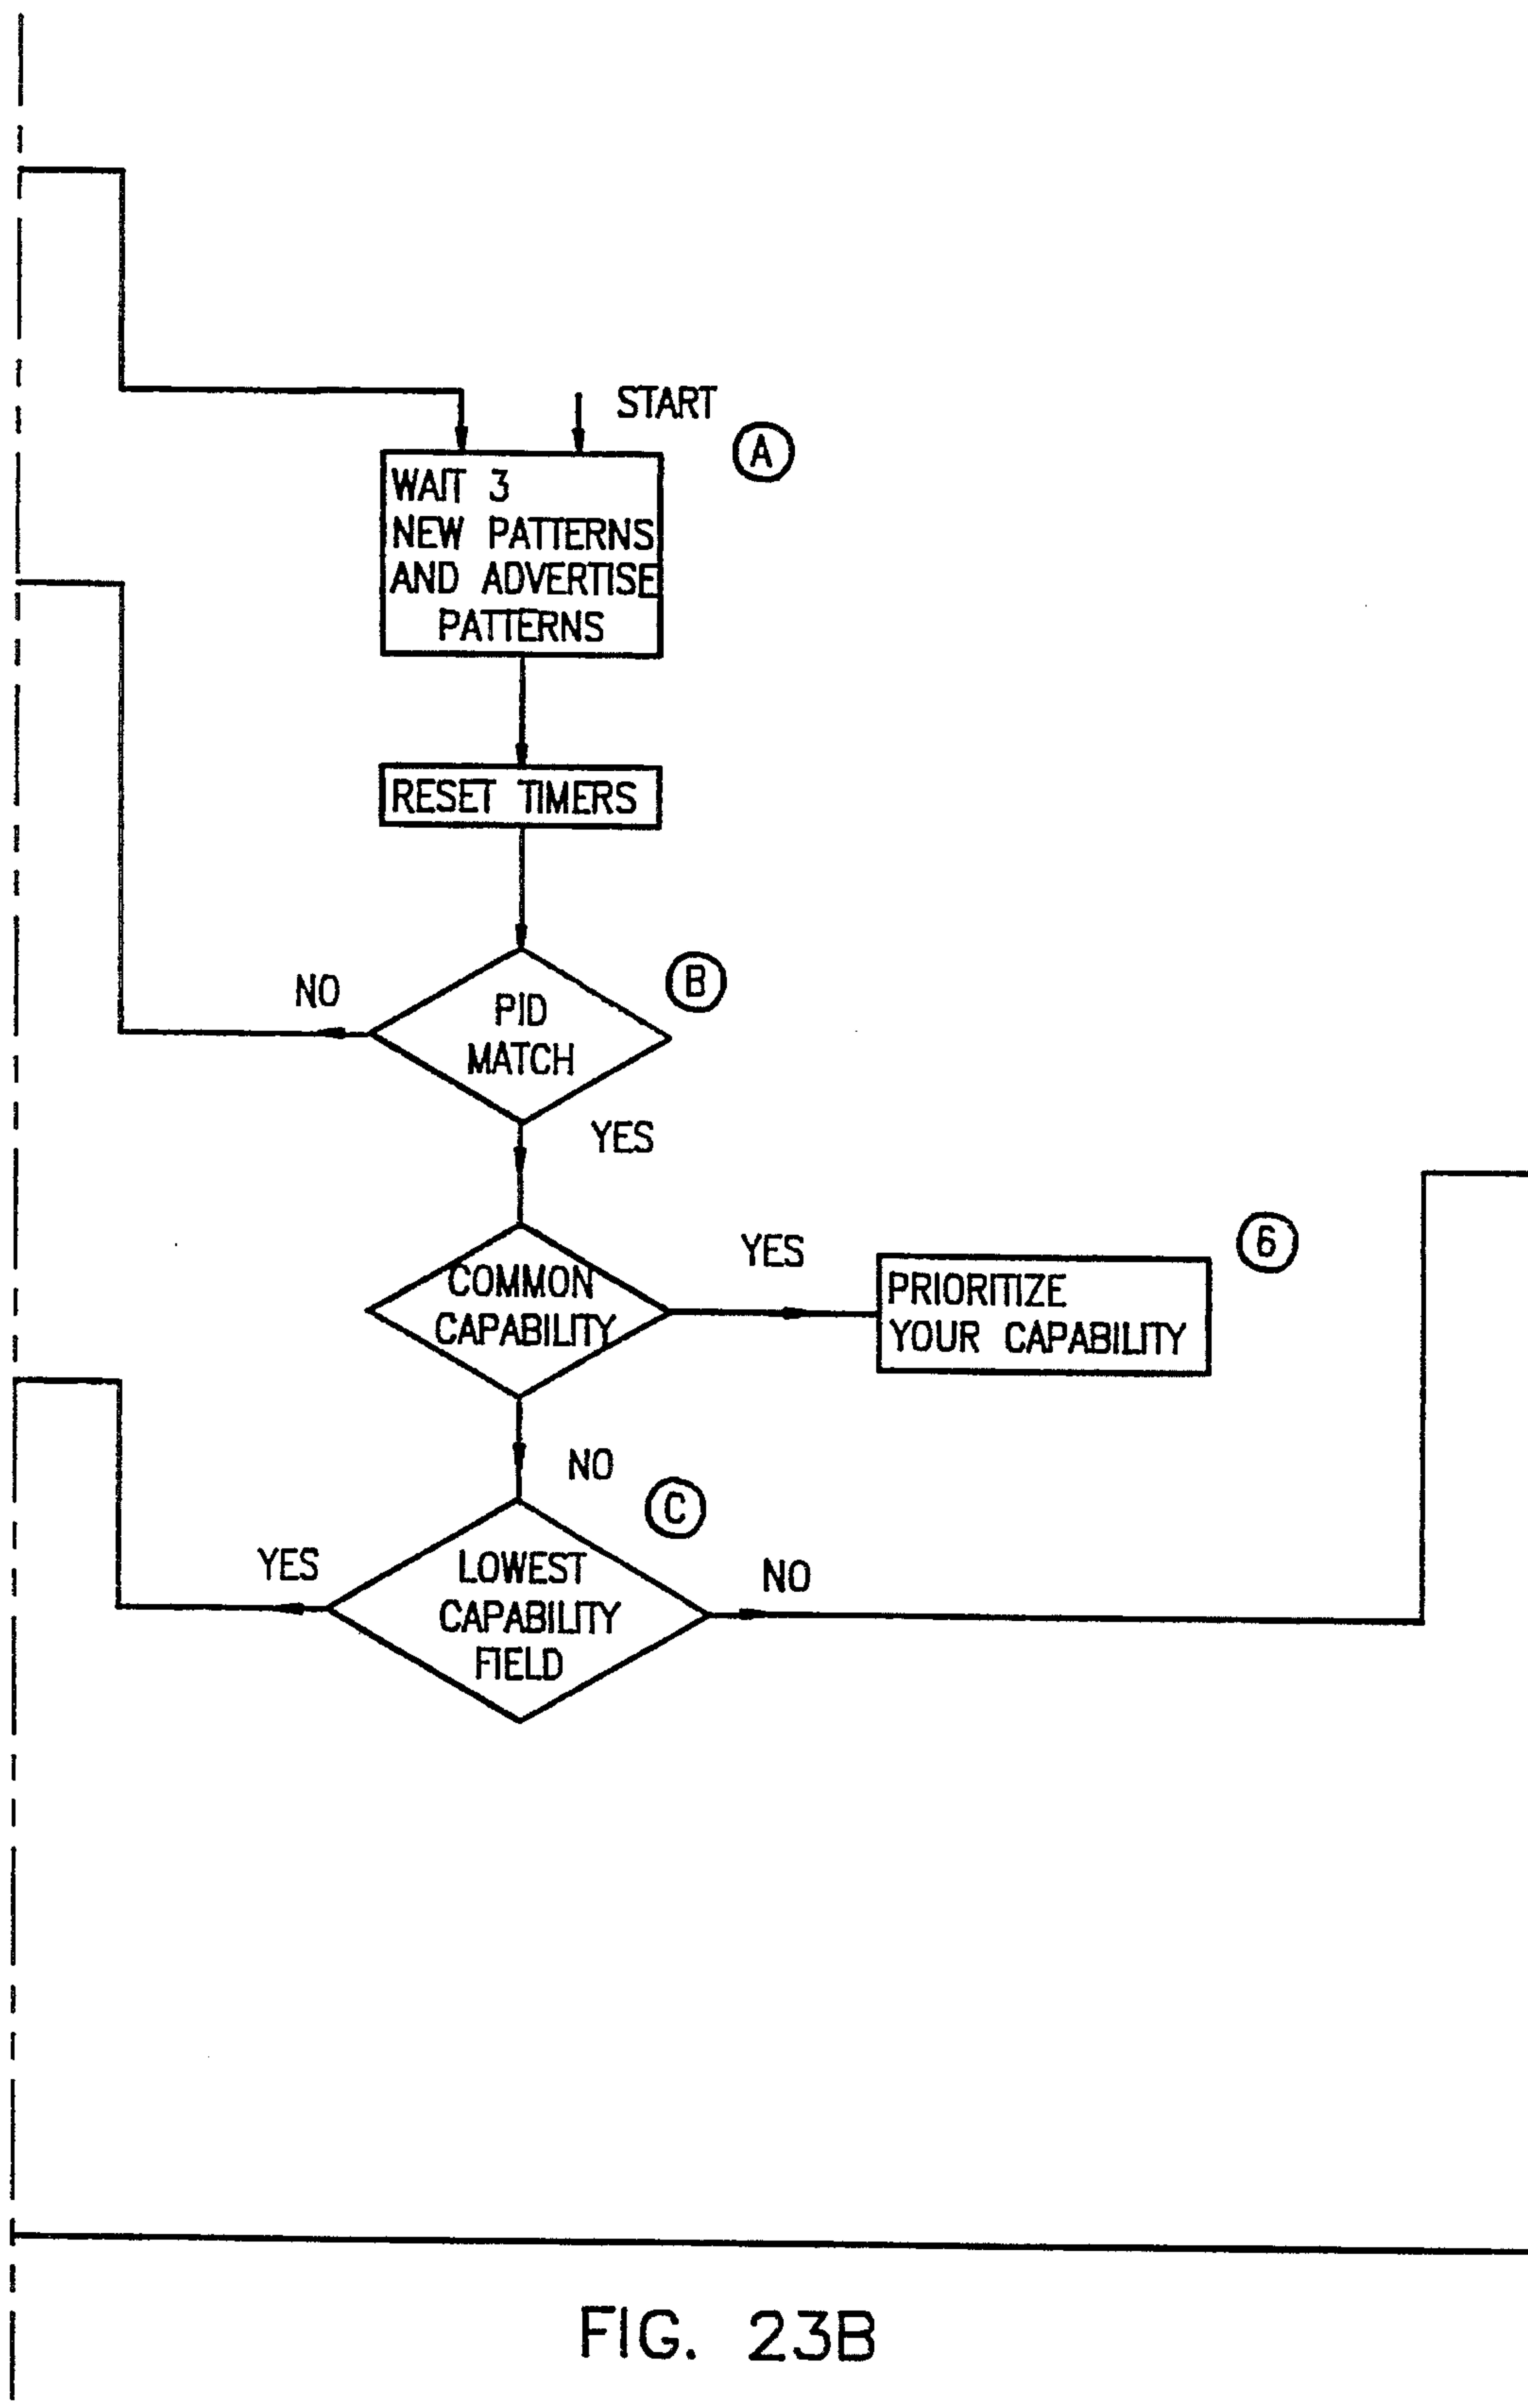 START
A
WAIT 3
NEW PATTERNS
AND ADVERTISE
PATTERNS
RESET TIMERS
B
NO
PID
MATCH
YES
COMMON
CAPABILITY
YES
6
PRIORITIZE
YOUR CAPABILITY
NO
C
YES
LOWEST
CAPABILITY
FIELD
NO
FIG. 23B